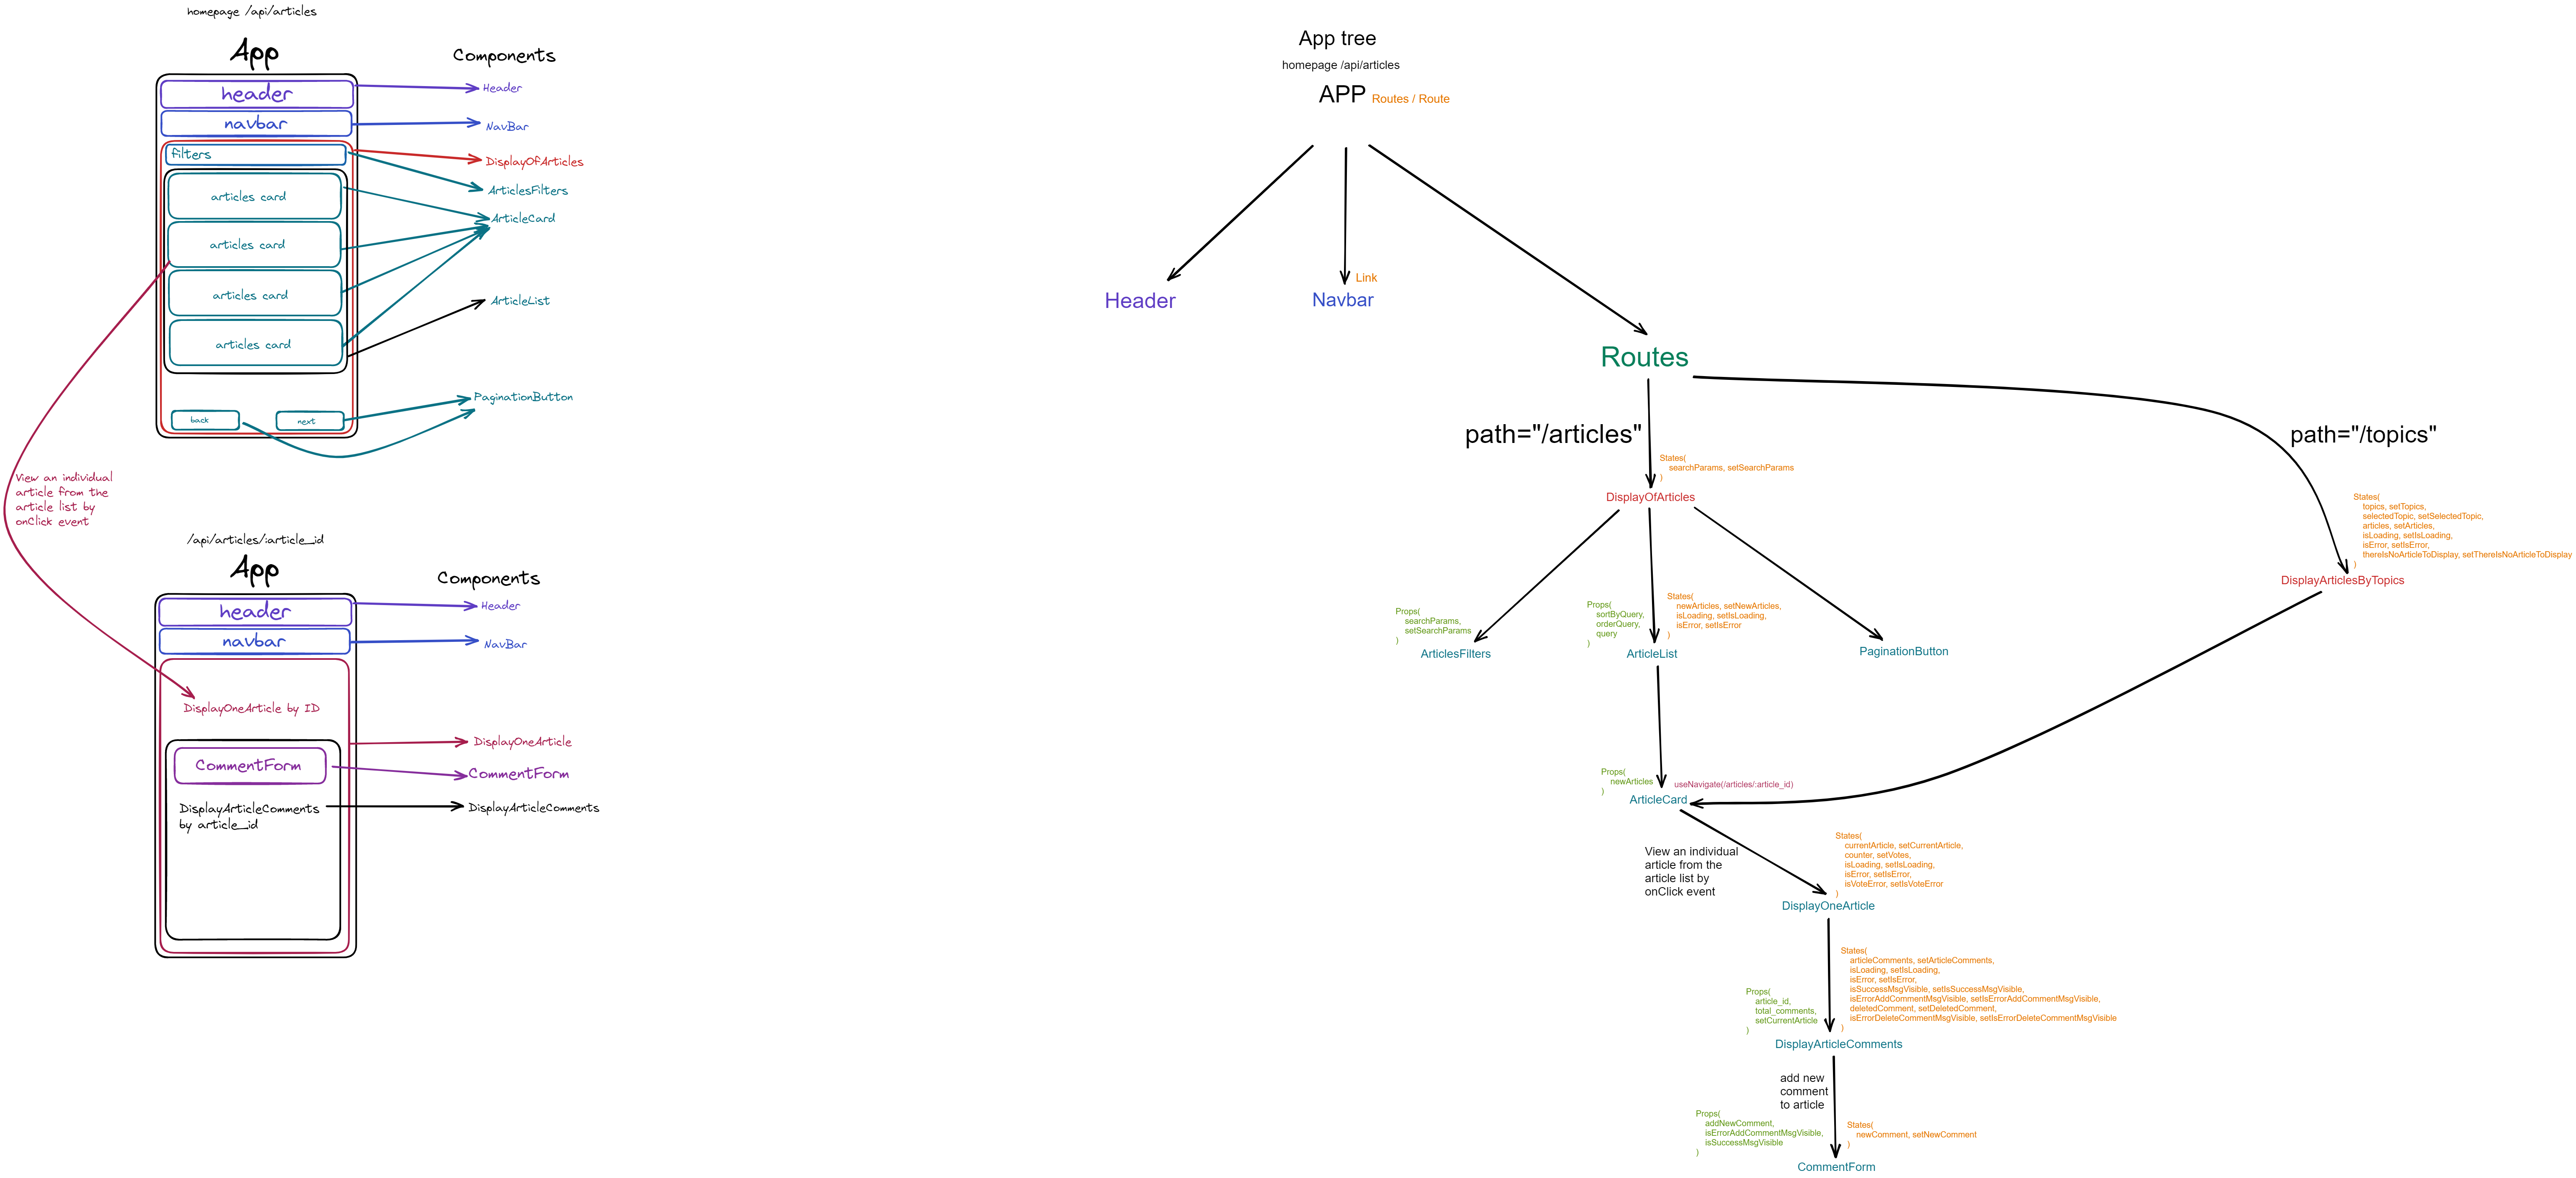 homepage /api/articles
App
Components
header
Header
navbar
NavBar
filters
DisplayOfArticles
ArticlesFilters
articles card
ArticleCard
articles card
articles card
ArticleList
articles card
PaginationButton
back
next
View an individual
article from the
article list by
onClick event
/api/articles/:article_id
App
Components
header
Header
navbar
NavBar
DisplayOneArticle by ID
DisplayOneArticle
CommentForm
CommentForm
DisplayArticleComments
by article_id
DisplayArticleComments
App tree
homepage /api/articles
APP
Routes / Route
Header
Link
Navbar
Routes
path="/articles"
path="/topics"
States(
searchParams, setSearchParams
)
DisplayOfArticles
States(
topics, setTopics,
selectedTopic, setSelectedTopic,
articles, setArticles,
isLoading, setIsLoading,
isError, setIsError,
thereIsNoArticleToDisplay, setThereIsNoArticleToDisplay
)
DisplayArticlesByTopics
Props(
searchParams,
setSearchParams
)
ArticlesFilters
Props(
sortByQuery,
orderQuery,
query
)
States(
newArticles, setNewArticles,
isLoading, setIsLoading,
isError, setIsError
)
ArticleList
PaginationButton
Props(
newArticles
)
useNavigate(/articles/:article_id)
ArticleCard
View an individual
article from the
article list by
onClick event
States(
currentArticle, setCurrentArticle,
counter, setVotes,
isLoading, setIsLoading,
isError, setIsError,
isVoteError, setIsVoteError
)
DisplayOneArticle
Props(
article_id,
total_comments,
setCurrentArticle
)
States(
articleComments, setArticleComments,
isLoading, setIsLoading,
isError, setIsError,
isSuccessMsgVisible, setIsSuccessMsgVisible,
isErrorAddCommentMsgVisible, setIsErrorAddCommentMsgVisible,
deletedComment, setDeletedComment,
isErrorDeleteCommentMsgVisible, setIsErrorDeleteCommentMsgVisible
)
DisplayArticleComments
add new
comment
to article
Props(
addNewComment,
isErrorAddCommentMsgVisible,
isSuccessMsgVisible
)
States(
newComment, setNewComment
)
CommentForm